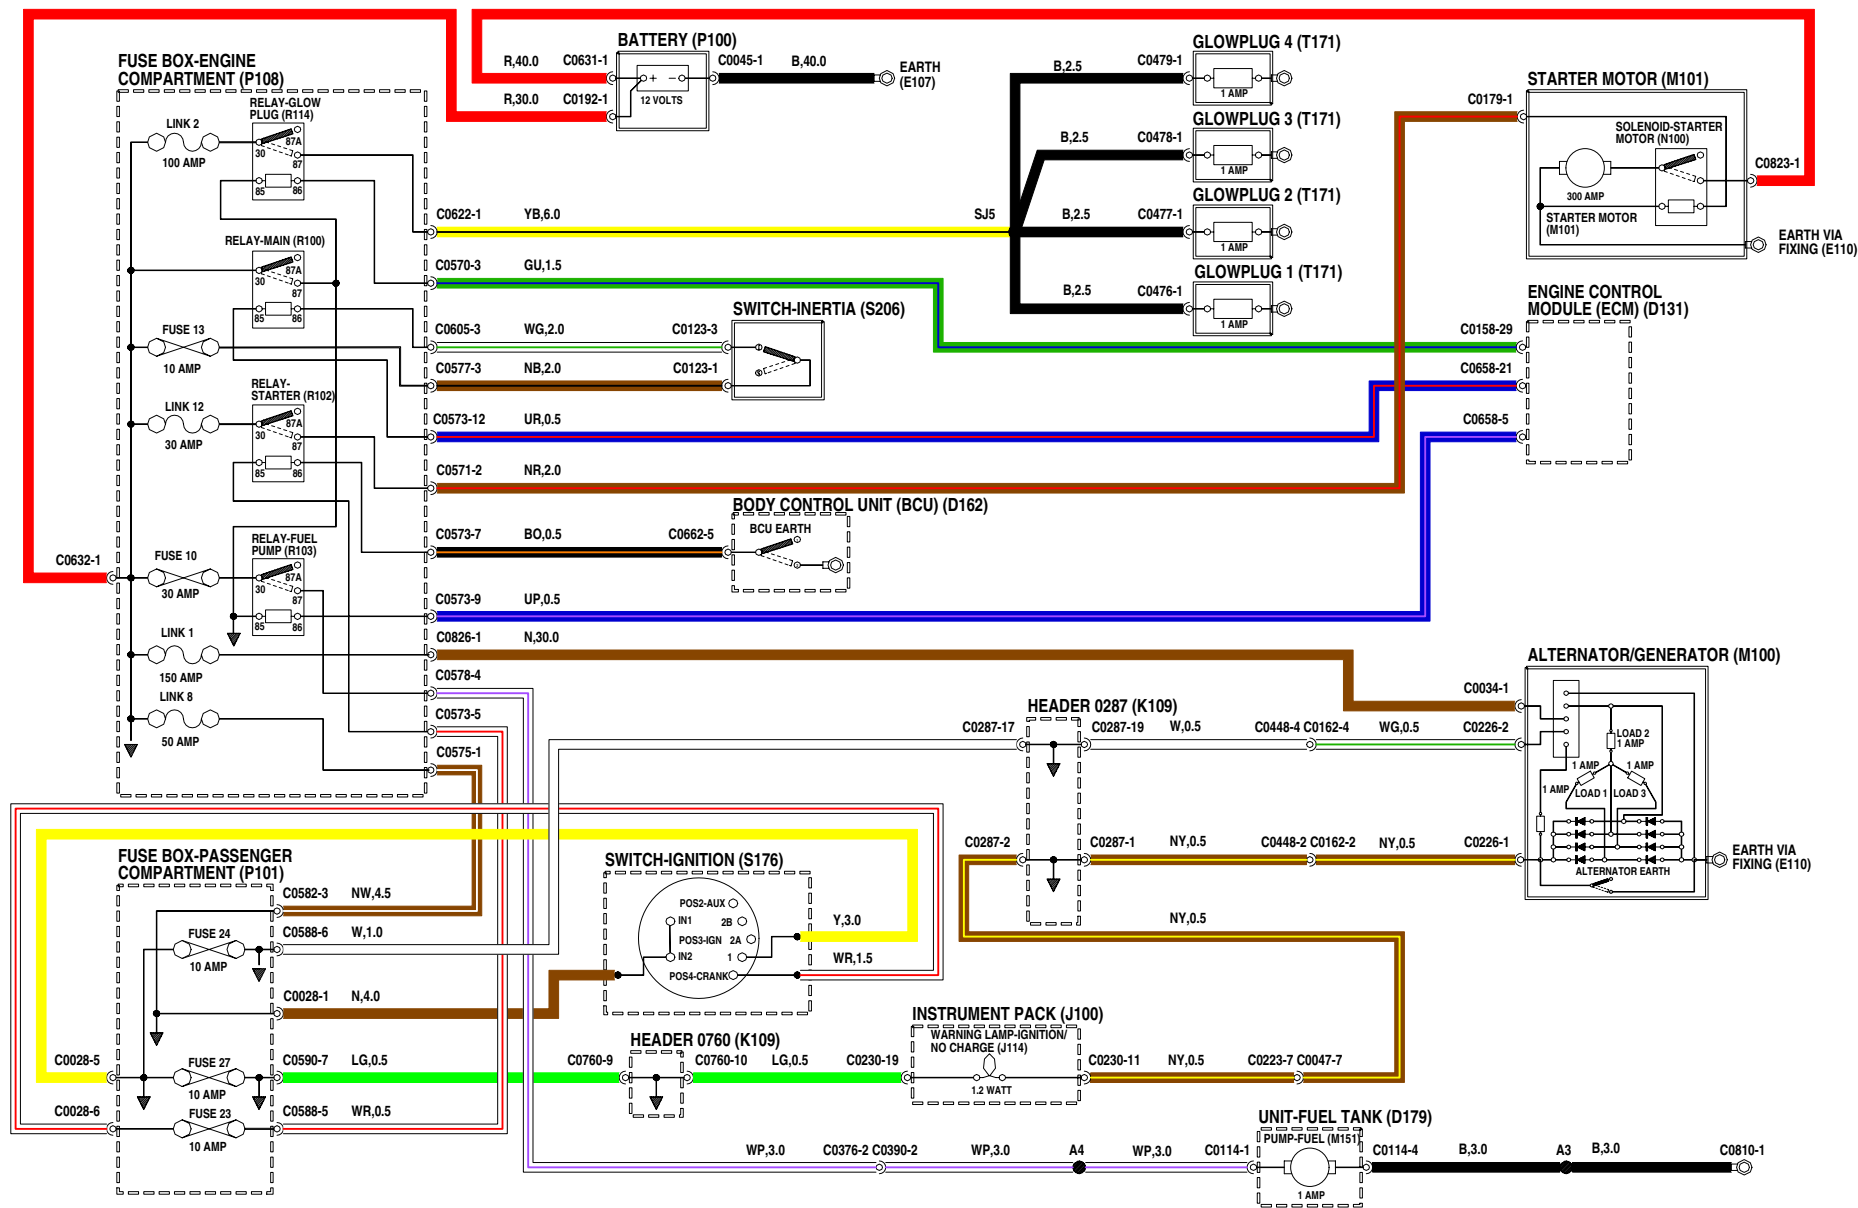 FUSE BOX-ENGINE
COMPARTMENT (P108)
RELAY-GLOW
PLUG (R114)
LINK 2
100 AMP
30
87A
87
85
86
RELAY-MAIN (R100)
30
87A
87
85
86
FUSE 13
10 AMP
RELAY-
STARTER (R102)
LINK 12
30 AMP
30
87A
87
85
86
RELAY-FUEL
PUMP (R103)
FUSE 10
30 AMP
30
87A
87
85
86
LINK 1
150 AMP
LINK 8
50 AMP
C0632-1
BATTERY (P100)
R,40.0
C0631-1
R,30.0
C0192-1
+
−
12 VOLTS
C0045-1
B,40.0
EARTH
(E107)
GLOWPLUG 4 (T171)
B,2.5
C0479-1
1 AMP
GLOWPLUG 3 (T171)
B,2.5
C0478-1
1 AMP
GLOWPLUG 2 (T171)
B,2.5
C0477-1
1 AMP
GLOWPLUG 1 (T171)
B,2.5
C0476-1
1 AMP
SJ5
STARTER MOTOR (M101)
C0179-1
SOLENOID-STARTER
MOTOR (N100)
300 AMP
STARTER MOTOR
(M101)
C0823-1
EARTH VIA
FIXING (E110)
ENGINE CONTROL
MODULE (ECM) (D131)
C0158-29
C0658-21
C0658-5
C0622-1
YB,6.0
C0570-3
GU,1.5
C0605-3
WG,2.0
C0123-3
C0577-3
NB,2.0
C0123-1
SWITCH-INERTIA (S206)
C0573-12
UR,0.5
C0571-2
NR,2.0
C0573-7
BO,0.5
C0662-5
BODY CONTROL UNIT (BCU) (D162)
BCU EARTH
C0573-9
UP,0.5
C0826-1
N,30.0
C0578-4
C0573-5
C0575-1
ALTERNATOR/GENERATOR (M100)
C0034-1
C0226-2
C0226-1
LOAD 2
1 AMP
1 AMP
1 AMP
1 AMP
LOAD 1
LOAD 3
ALTERNATOR EARTH
EARTH VIA
FIXING (E110)
HEADER 0287 (K109)
C0287-17
C0287-19
W,0.5
C0448-4 C0162-4
WG,0.5
C0287-2
C0287-1
NY,0.5
C0448-2 C0162-2
NY,0.5
NY,0.5
FUSE BOX-PASSENGER
COMPARTMENT (P101)
C0582-3
NW,4.5
FUSE 24
10 AMP
C0588-6
W,1.0
C0028-1
N,4.0
C0028-5
FUSE 27
10 AMP
C0590-7
LG,0.5
C0028-6
FUSE 23
10 AMP
C0588-5
WR,0.5
SWITCH-IGNITION (S176)
POS2-AUX
IN1
2B
POS3-IGN
2A
IN2
1
POS4-CRANK
Y,3.0
WR,1.5
HEADER 0760 (K109)
C0760-9
C0760-10
LG,0.5
C0230-19
INSTRUMENT PACK (J100)
WARNING LAMP-IGNITION/
NO CHARGE (J114)
1.2 WATT
C0230-11
NY,0.5
C0223-7 C0047-7
UNIT-FUEL TANK (D179)
PUMP-FUEL (M151)
WP,3.0
C0376-2 C0390-2
WP,3.0
A4
WP,3.0
C0114-1
1 AMP
C0114-4
B,3.0
A3
B,3.0
C0810-1